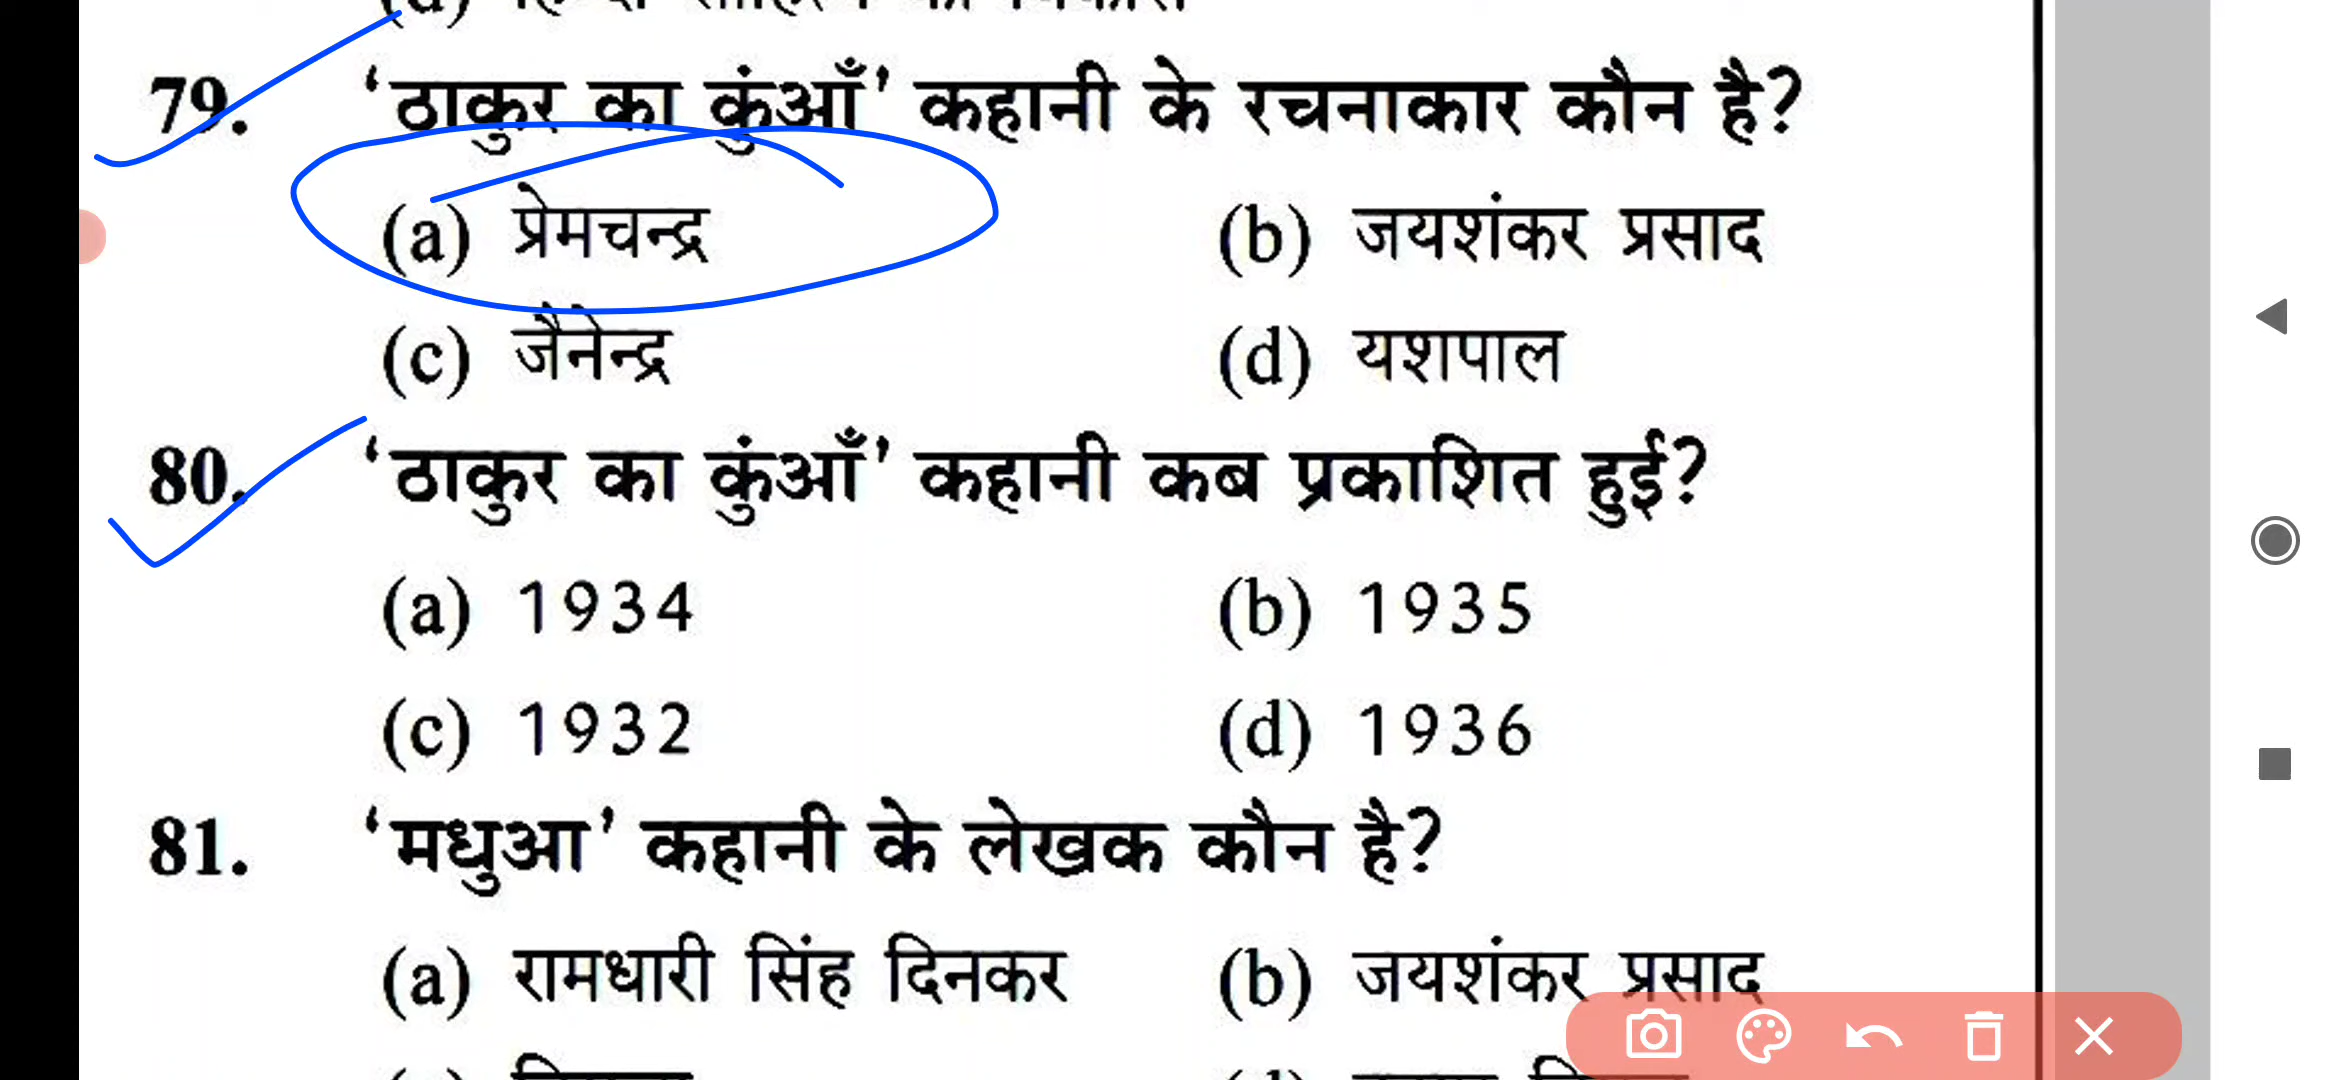 79. ‘ठाकुर का कुंआँ’ कहानी के रचनाकार कौन है?
(a) प्रेमचन्द्र (b) जयशंकर प्रसाद
(c) जैनेन्द्र (d) यशपाल
80. ‘ठाकुर का कुंआँ’ कहानी कब प्रकाशित हुई?
(a) 1934 (b) 1935
(c) 1932 (d) 1936
81. ‘मधुआ’ कहानी के लेखक कौन है?
(a) रामधारी सिंह दिनकर (b) जयशंकर प्रसाद